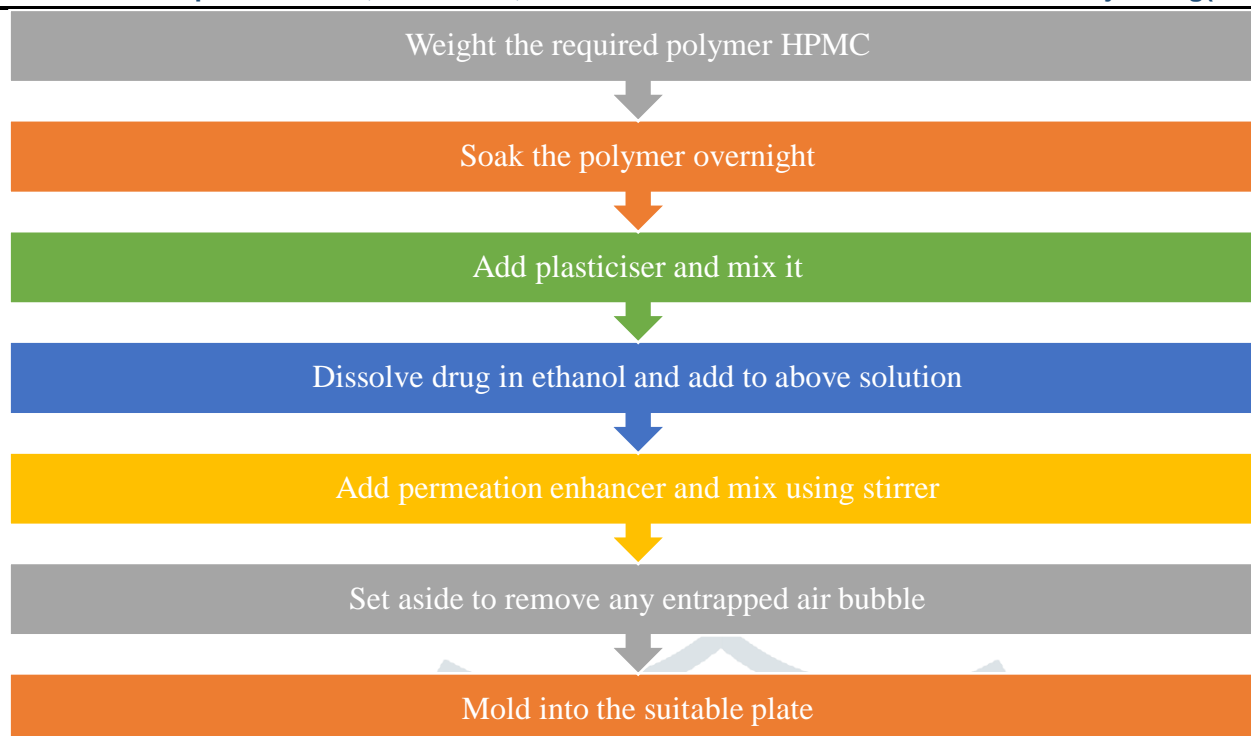 Weight the required polymer HPMC
Soak the polymer overnight
Add plasticiser and mix it
Dissolve drug in ethanol and add to above solution
Add permeation enhancer and mix using stirrer
Set aside to remove any entrapped air bubble
Mold into the suitable plate